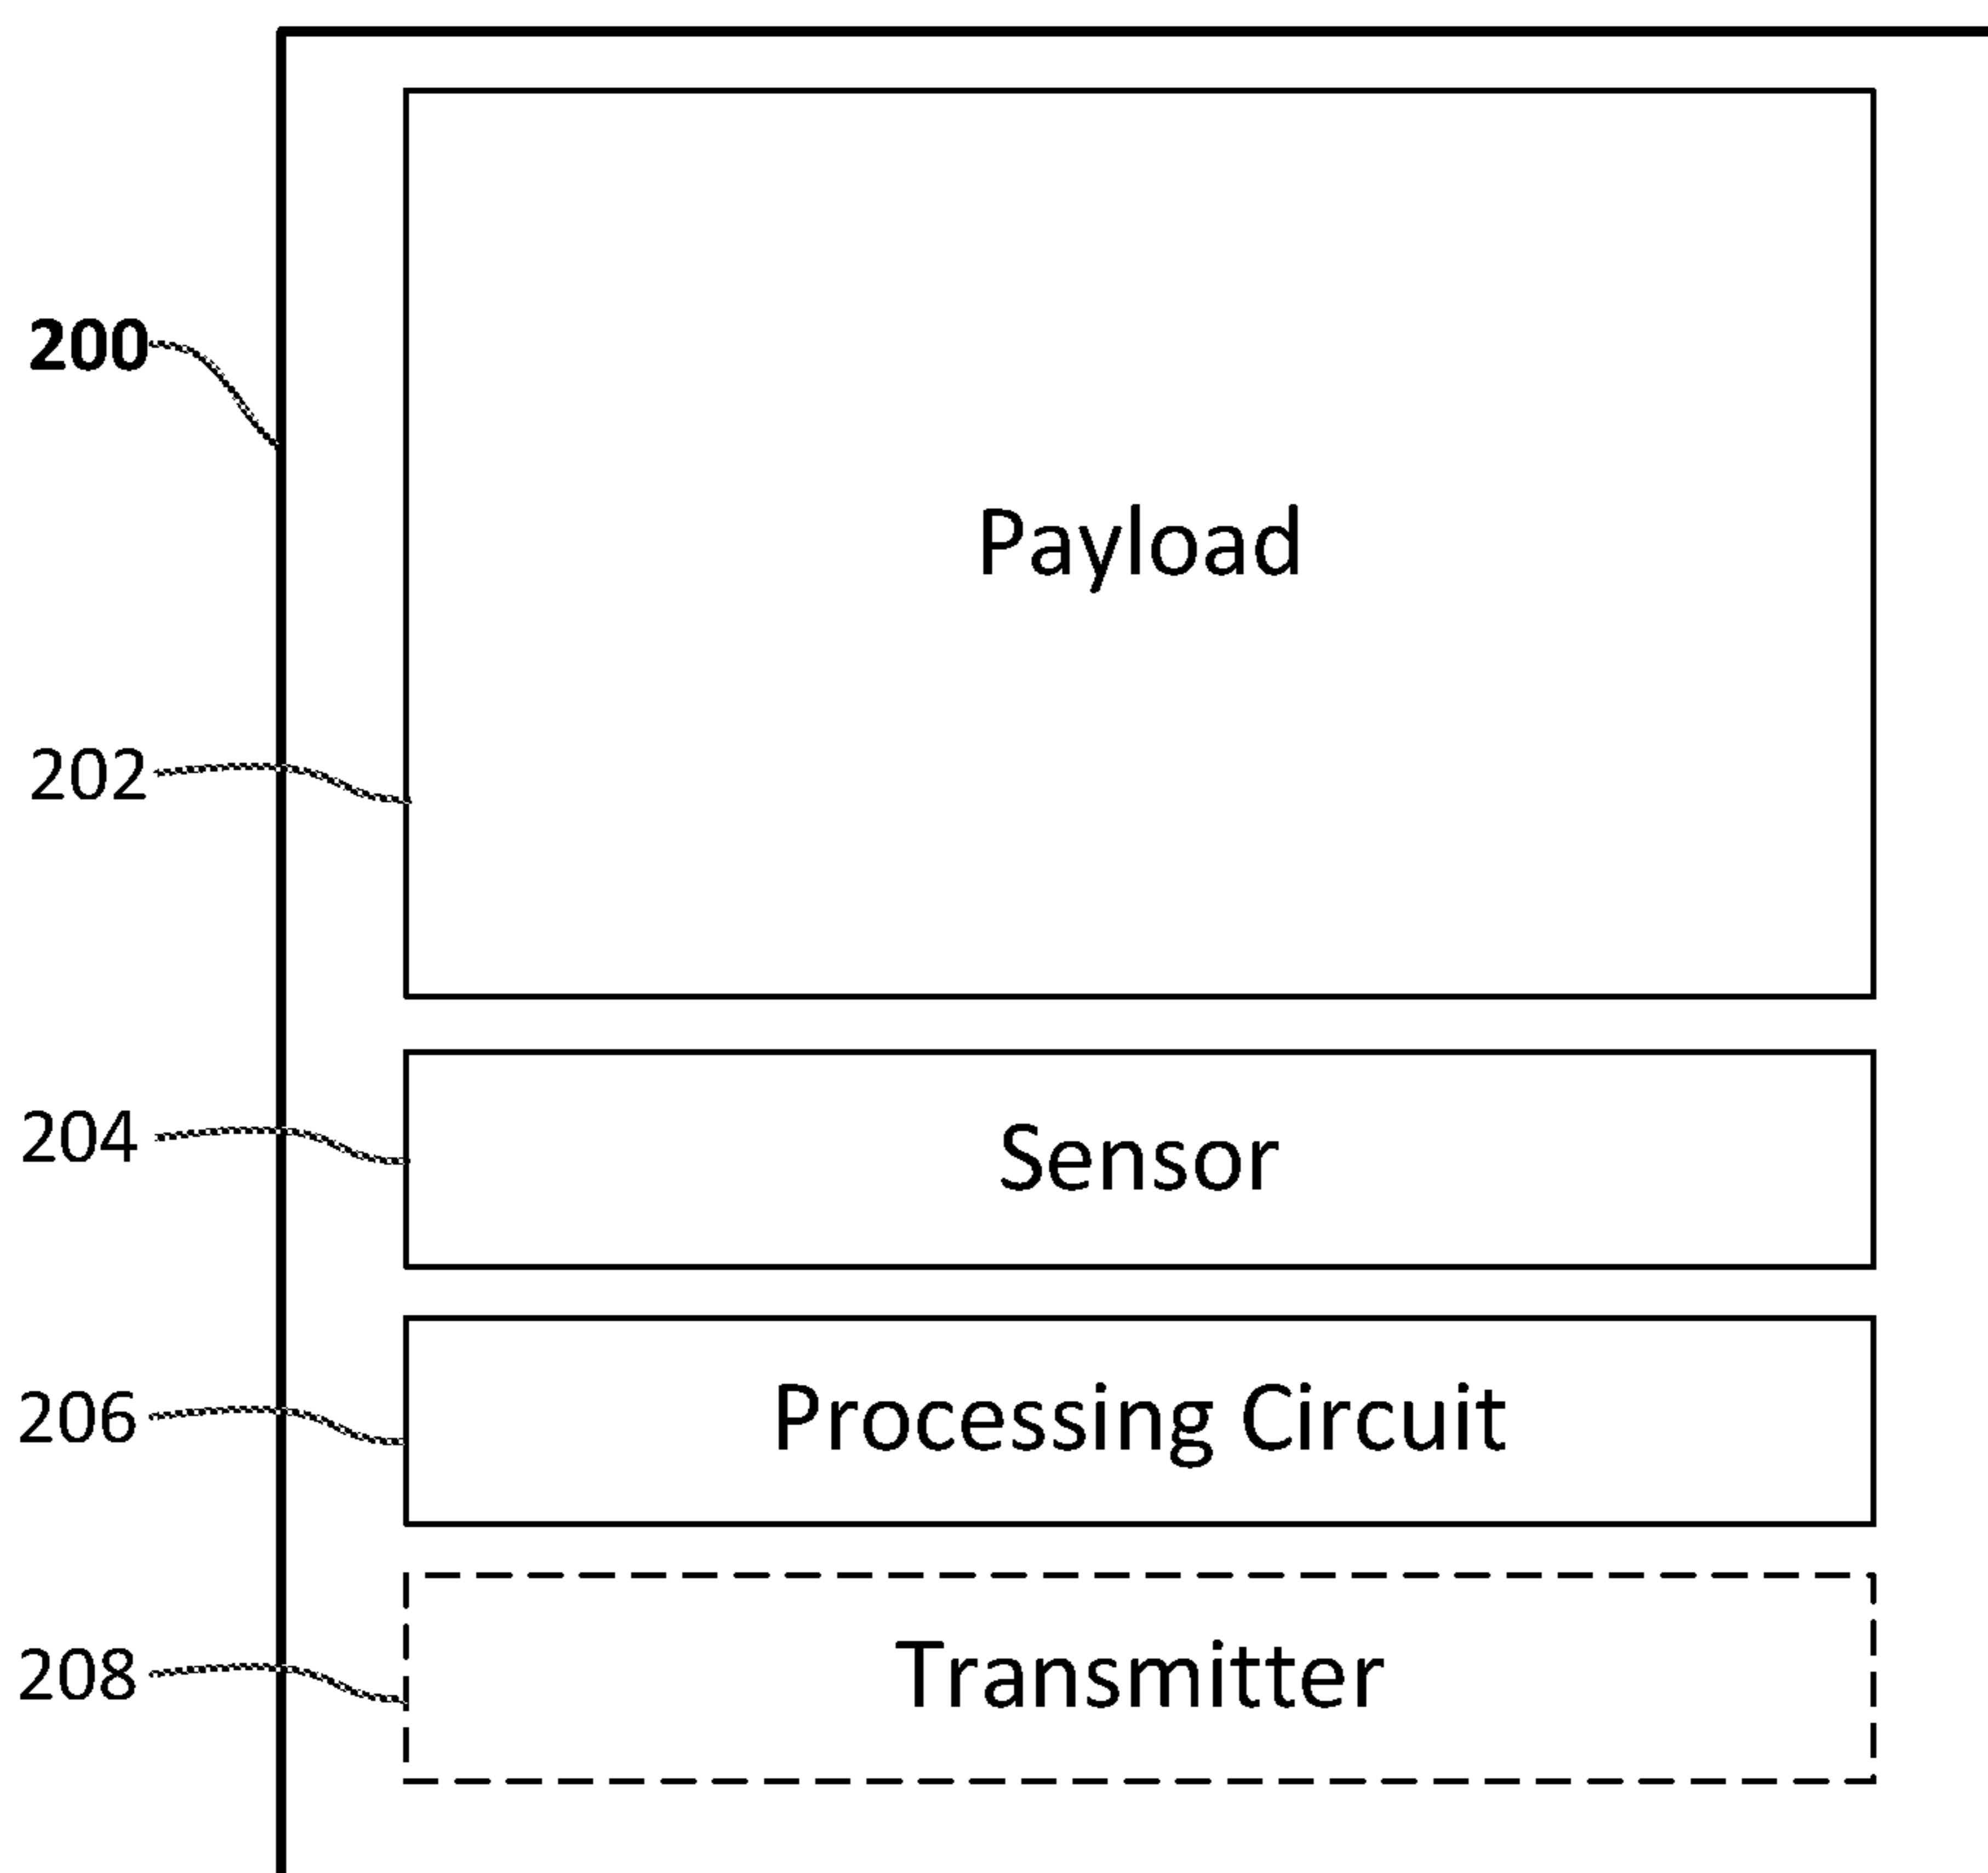 200
Payload
202
204
Sensor
206
Processing Circuit
208
Transmitter